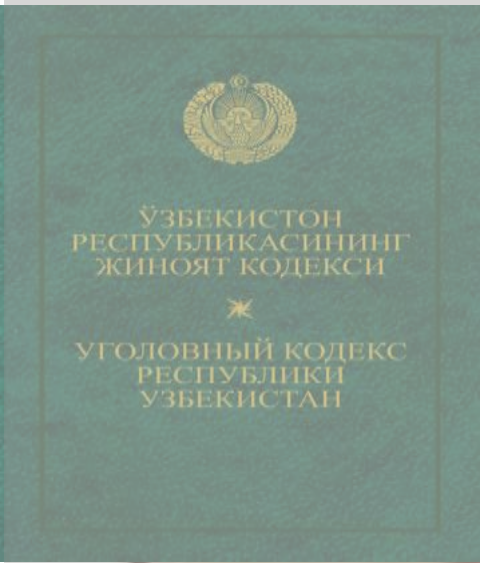 ЎЗБЕКИСТОН
РЕСПУБЛИКАСИНИНГ
ЖИНОЯТ КОДЕКСИ
УГОЛОВНЫЙ КОДЕКС
РЕСПУБЛИКИ
УЗБЕКИСТАН